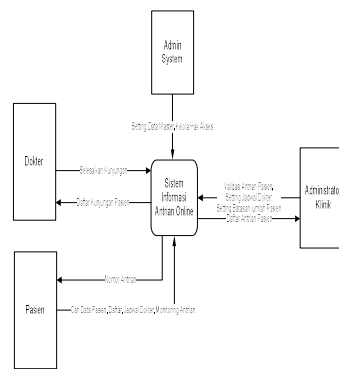 Admin
System
Setting Data Master, Kelola Hak Akses
Dokter
Selesaikan Kunjungan
Daftar Kunjungan Pasien
Sistem
Informasi
Antrian Online
Validasi Antrian Pasien,
Setting Jadwal Dokter
Setting Batasan Jumlah Pasien
Daftar Antrian Pasien
Administrato
Klinik
Nomor Antrian
Pasien
Cari Data Pasien, Daftar, Jadwal Dokter, Monitoring Antrian